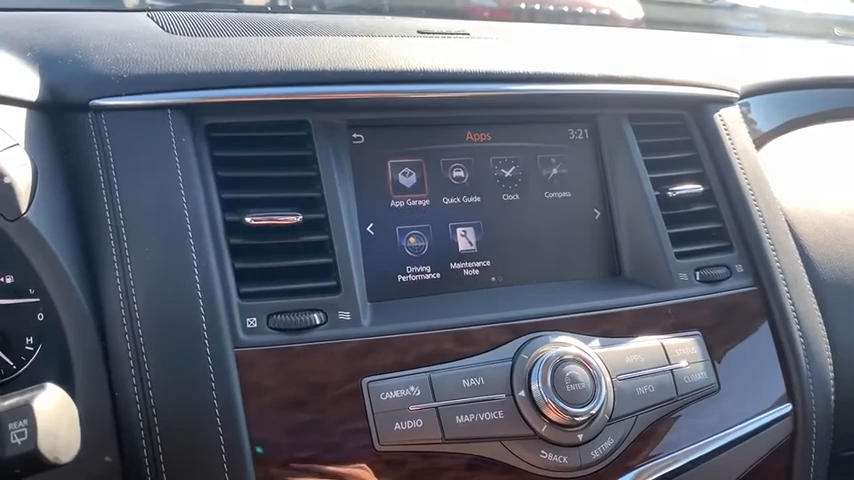 Apps
3:21
App Garage
Quick Guide
Clock
Compass
Driving
Performance
Maintenance
Note
CAMERA
NAVI
AUDIO
MAP/VOICE
ENTER
APPS
STATUS
INFO
CLIMATE
BACK
SETTING
REAR